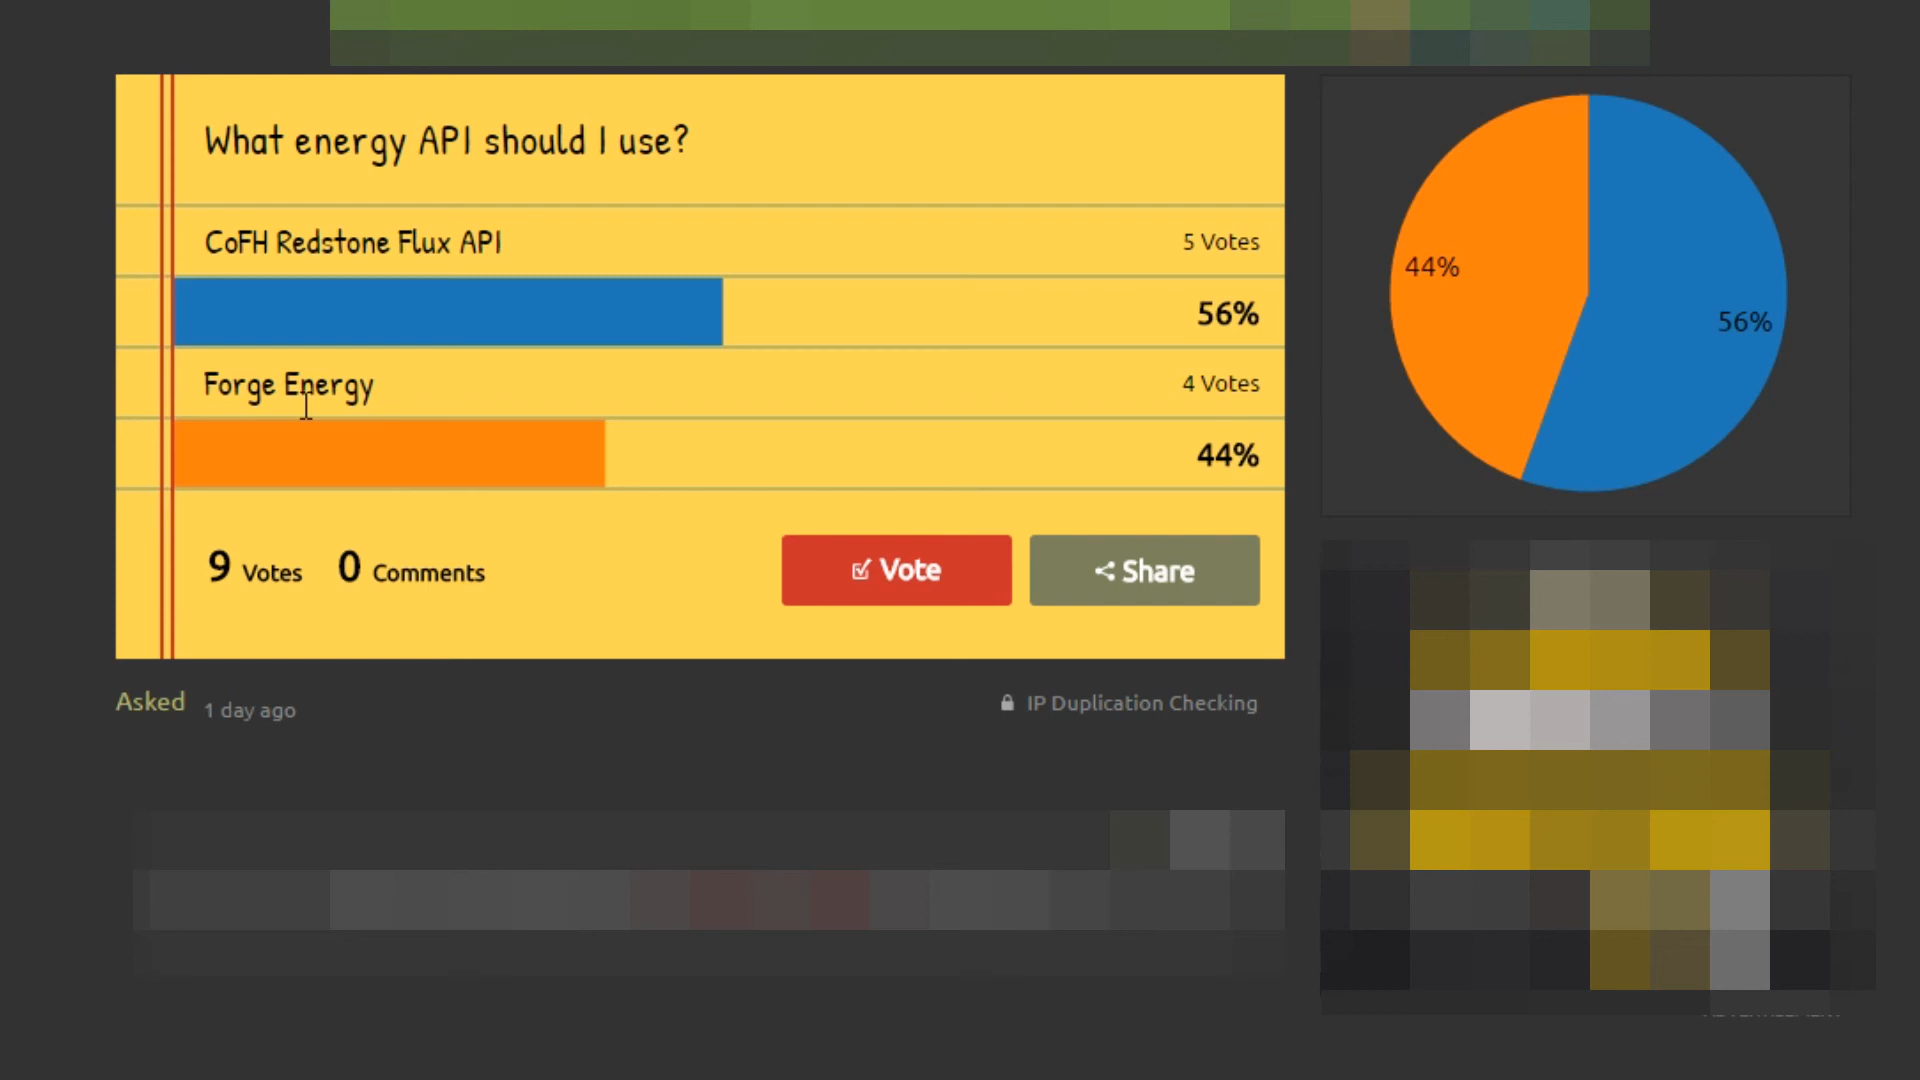 What energy API should I use?
CoFH Redstone Flux API
5 Votes
56%
Forge Energy
4 Votes
44%
9 Votes 0 Comments
Vote
Share
Asked 1 day ago
IP Duplication Checking
44%
56%